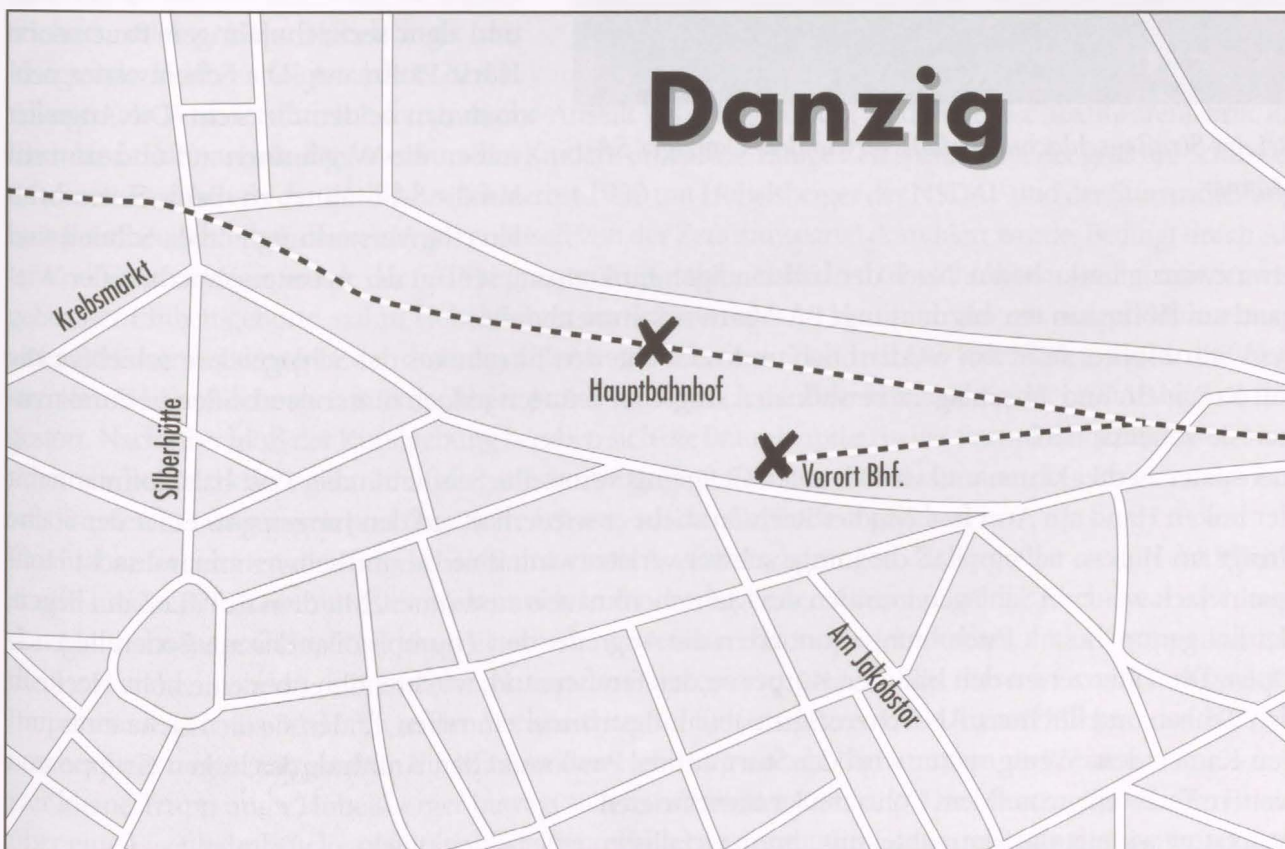 Danzig
Krebsmarkt
Hauptbahnhof
Silberhütte
Vorort Bhf.
Am Jakobstor